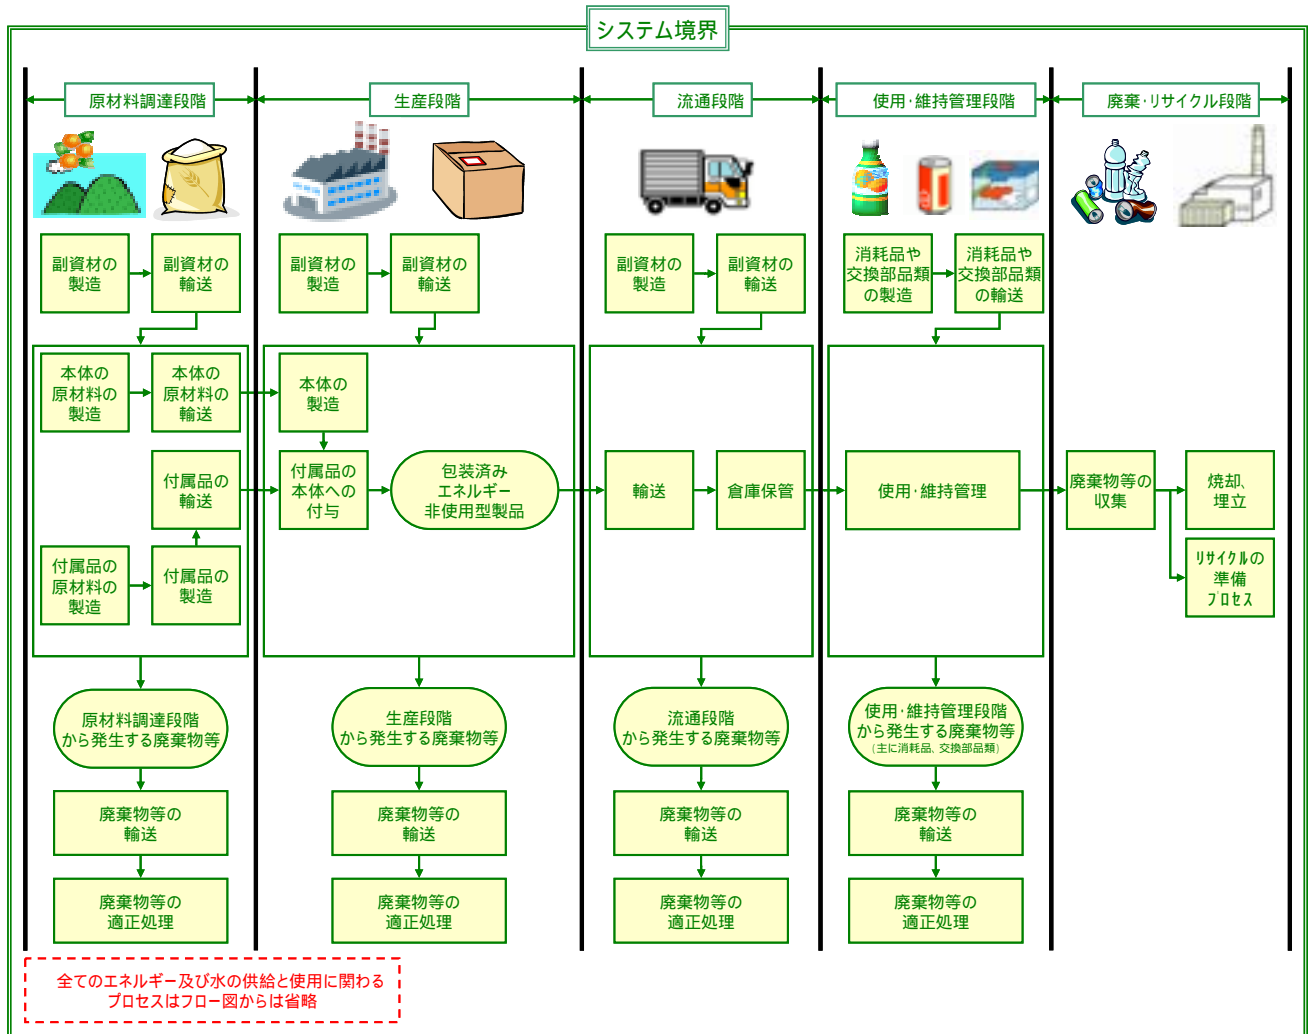 システム境界
原材料調達段階
生産段階
流通段階
使用・維持管理段階
廃棄・リサイクル段階
副資材の
製造
副資材の
輸送
副資材の
製造
副資材の
輸送
副資材の
製造
副資材の
輸送
消耗品や
交換部品類
の製造
消耗品や
交換部品類
の輸送
本体の
原材料の
製造
本体の
原材料の
輸送
本体の
製造
付属品の
輸送
付属品の
本体への
付与
包装済み
エネルギー
非使用型製品
輸送
倉庫保管
使用・維持管理
廃棄物等の
収集
焼却、
埋立
付属品の
原材料の
製造
付属品の
製造
リサイクルの
準備
プロセス
原材料調達段階
から発生する廃棄物等
生産段階
から発生する廃棄物等
流通段階
から発生する廃棄物等
使用・維持管理段階
から発生する廃棄物等
(主に消耗品、交換部品類)
廃棄物等の
輸送
廃棄物等の
輸送
廃棄物等の
輸送
廃棄物等の
輸送
廃棄物等の
適正処理
廃棄物等の
適正処理
廃棄物等の
適正処理
廃棄物等の
適正処理
全てのエネルギー及び水の供給と使用に関わる
プロセスはフロー図からは省略